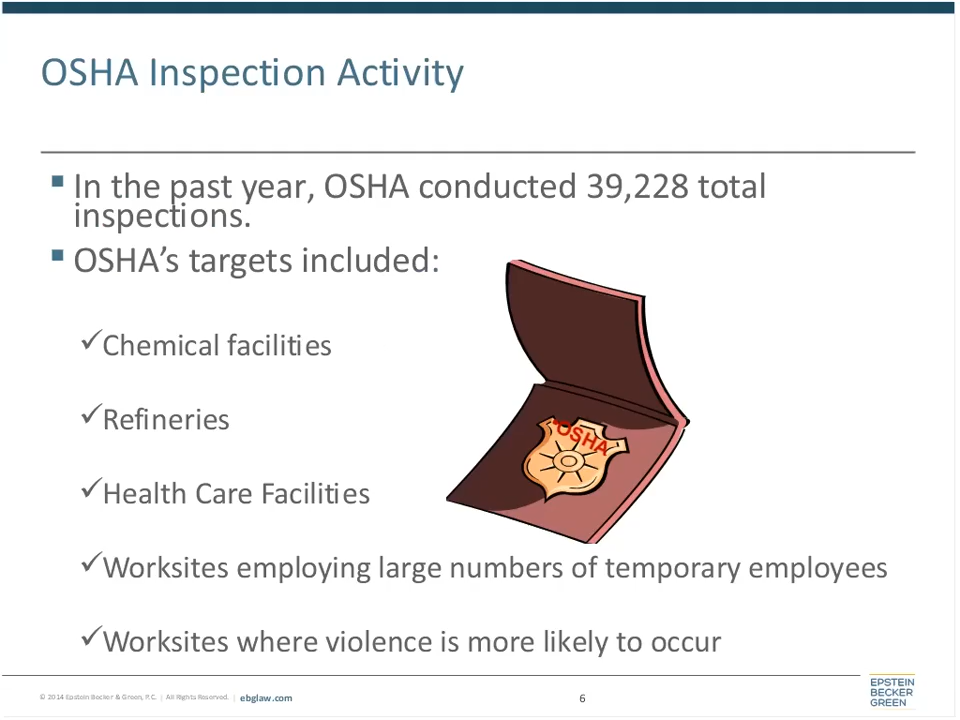 OSHA Inspection Activity
▪ In the past year, OSHA conducted 39,228 total
inspections.
▪ OSHA’s targets included:
✓Chemical facilities
✓Refineries
✓Health Care Facilities
✓Worksites employing large numbers of temporary employees
✓Worksites where violence is more likely to occur
•OSHA
© 2014 Epstein Becker & Green, P.C. | All Rights Reserved. | ebglaw.com
6
EPSTEIN
BECKER
GREEN